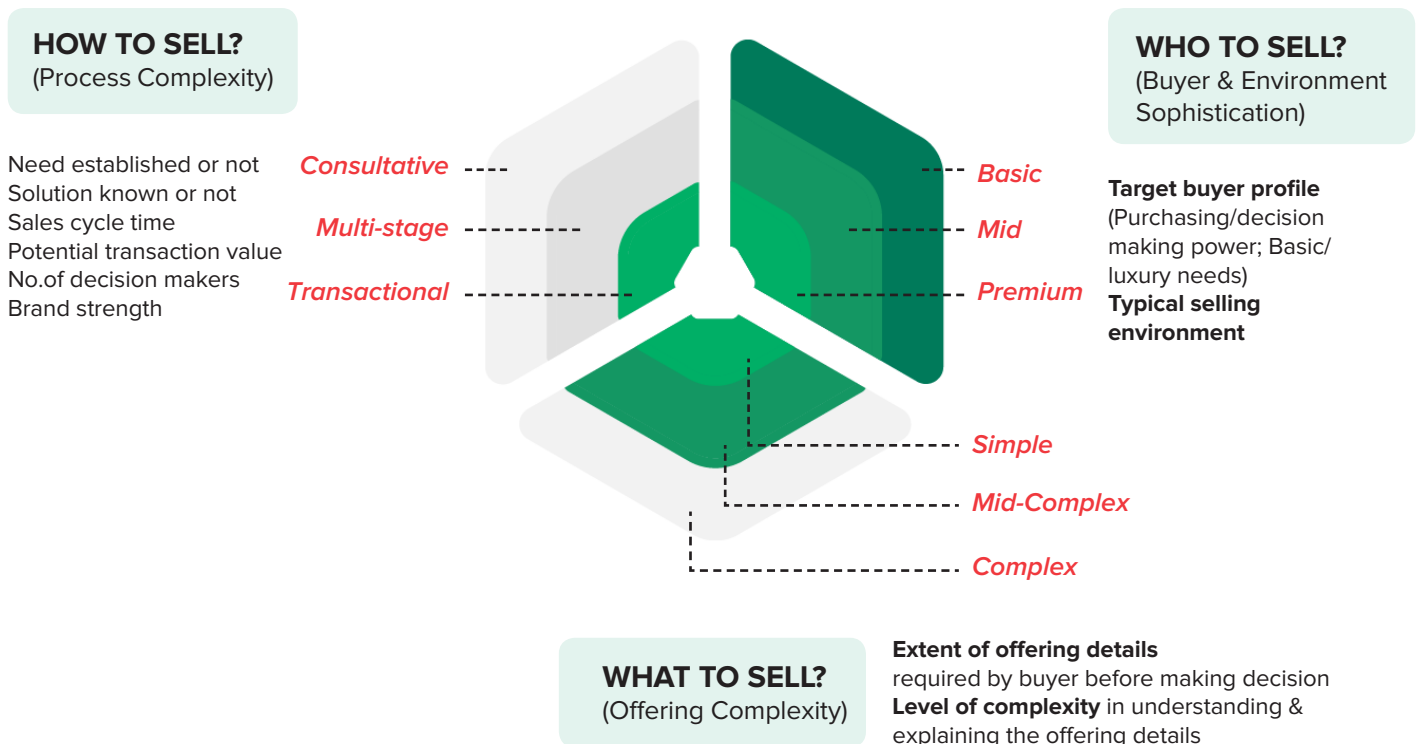 HOW TO SELL?
(Process Complexity)
Need established or not
Solution known or not
Sales cycle time
Potential transaction value
No.of decision makers
Brand strength
Consultative
Multi-stage
Transactional
WHO TO SELL?
(Buyer & Environment
Sophistication)
Basic
Mid
Premium
Target buyer profile
(Purchasing/decision
making power; Basic/
luxury needs)
Typical selling
environment
Simple
Mid-Complex
Complex
WHAT TO SELL?
(Offering Complexity)
Extent of offering details
required by buyer before making decision
Level of complexity in understanding &
explaining the offering details